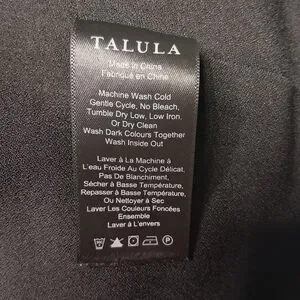 TALULA
Made in China
Fabriqué en Chine
Machine Wash Cold
Gentle Cycle, No Bleach,
Tumble Dry Low, Low Iron.
Or Dry Clean
Wash Dark Colours Together
Wash Inside Out
Laver à La Machine à
L'eau Froide Au Cycle Délicat,
Pas De Blanchiment,
Sécher à Basse Température,
Repasser à Basse Température,
Ou Nettoyer à Sec
Laver Les Couleurs Foncées
Ensemble
Laver à L'envers